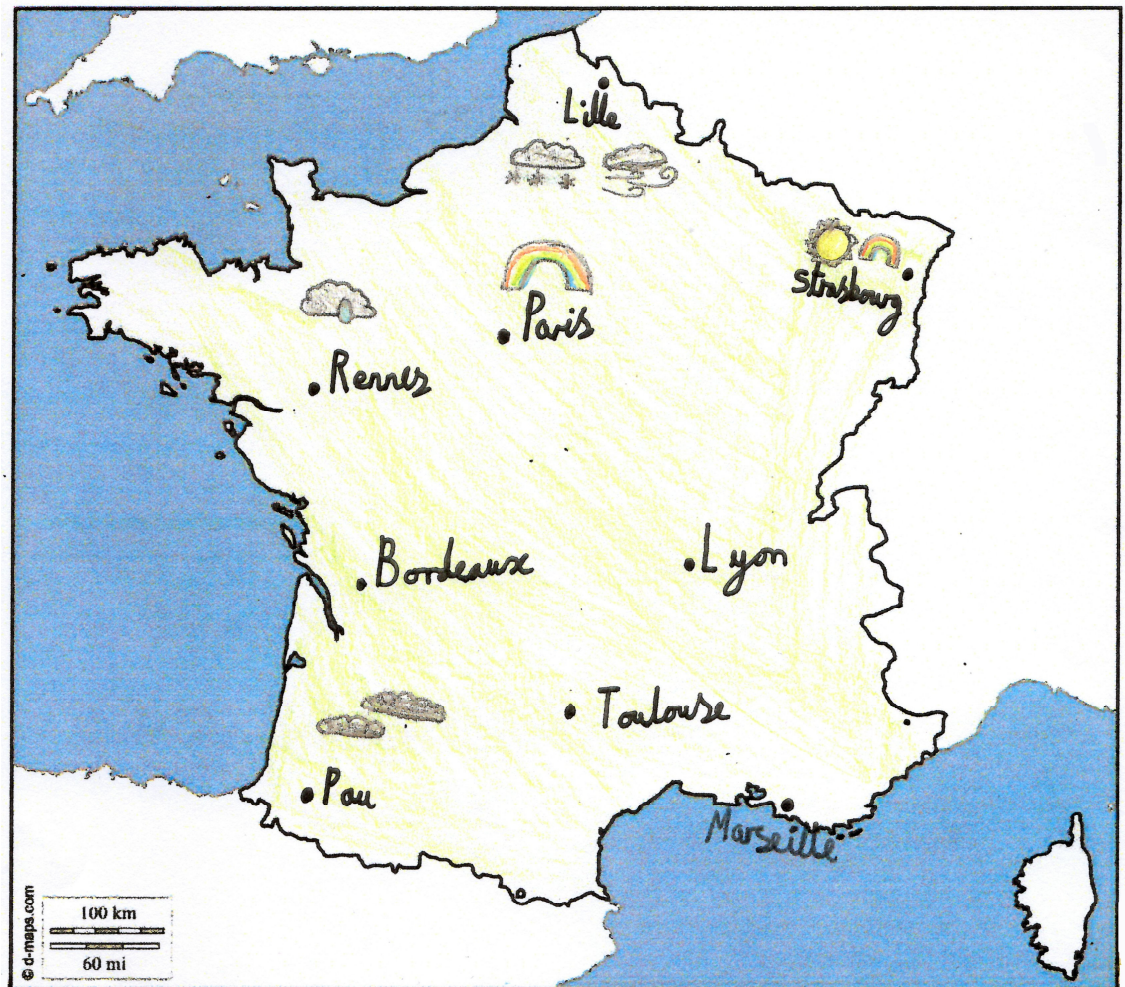 Lille
Strasbourg
Paris
Rennes
Bordeaux
Lyon
Toulouse
Pau
Marseille
© d-maps.com
100 km
60 mi